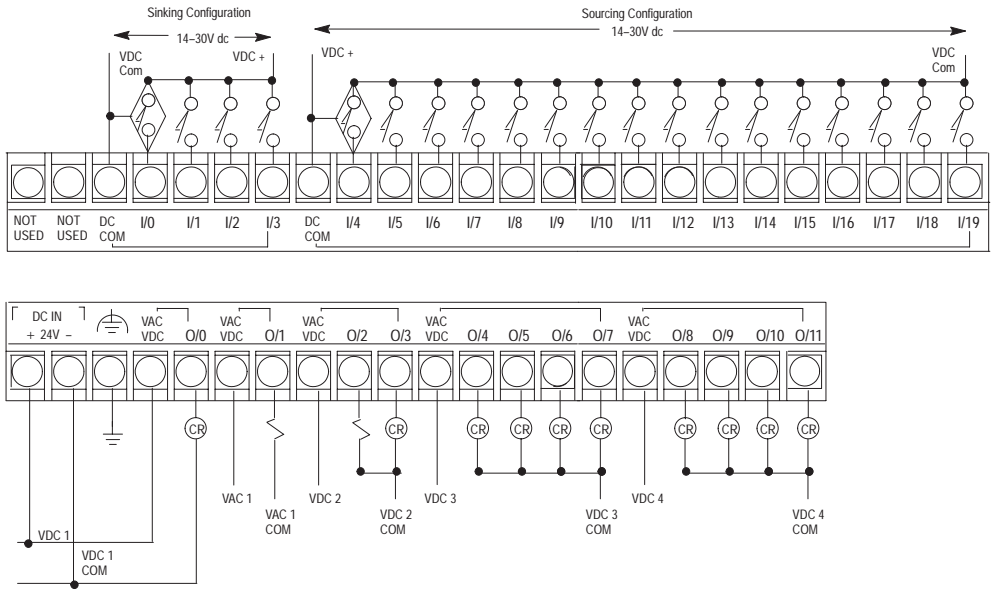 Sinking Configuration
Sourcing Configuration
14–30V dc
14–30V dc
VDC Com
VDC +
VDC +
VDC Com
NOT USED
NOT USED
DC COM
I/0
I/1
I/2
I/3
DC COM
I/4
I/5
I/6
I/7
I/8
I/9
I/10
I/11
I/12
I/13
I/14
I/15
I/16
I/17
I/18
I/19
DC IN
+ 24V –
VAC VDC
O/0
VAC VDC
O/1
VAC VDC
O/2
O/3
VAC VDC
O/4
O/5
O/6
O/7
VAC VDC
O/8
O/9
O/10
O/11
CR
CR
CR
CR
CR
CR
CR
CR
CR
CR
VAC 1
VAC 1 COM
VDC 2
VDC 2 COM
VDC 3
VDC 3 COM
VDC 4
VDC 4 COM
VDC 1
VDC 1 COM